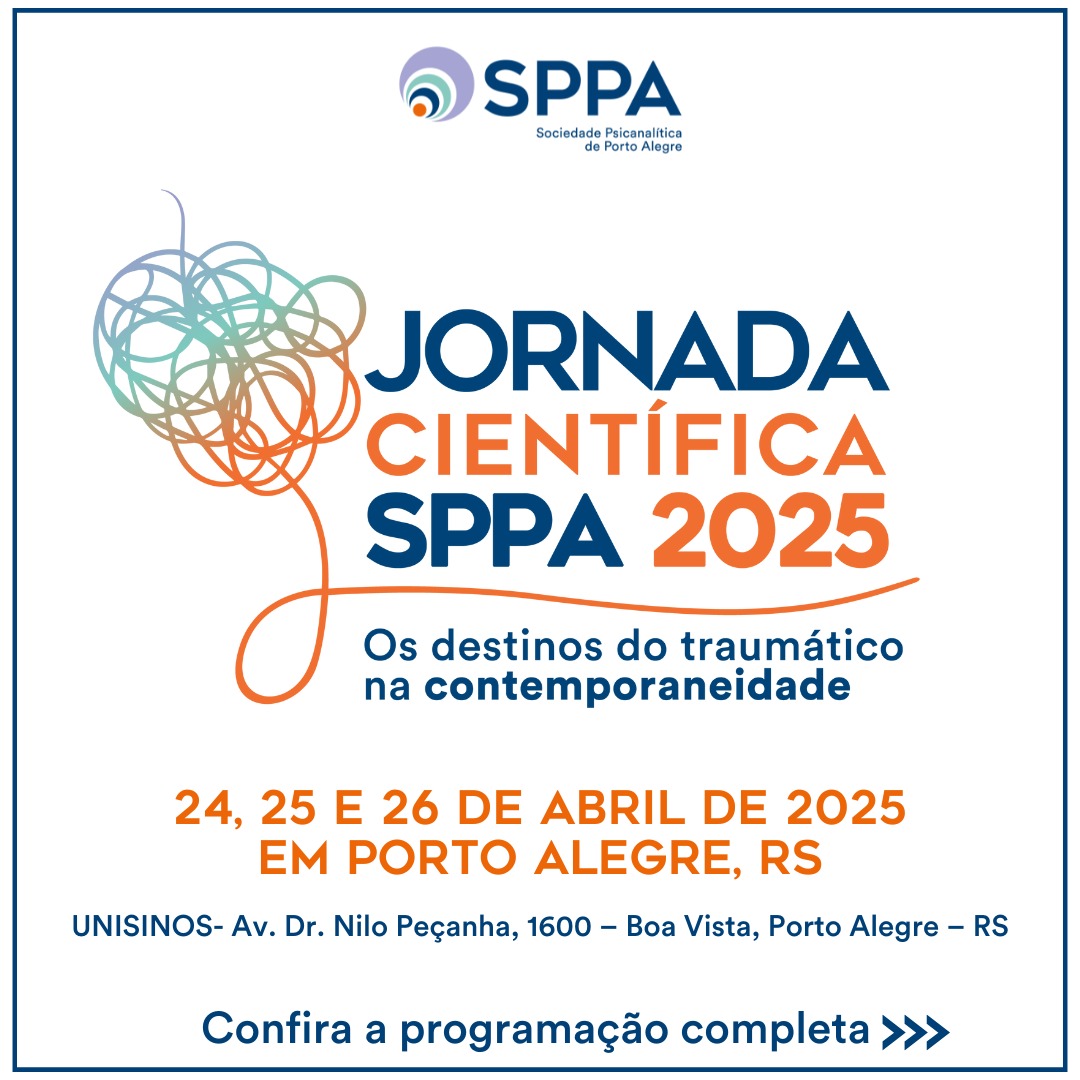 SPPA
Sociedade Psicanalítica
de Porto Alegre
JORNADA
CIENTÍFICA
SPPA 2025
Os destinos do traumático
na contemporaneidade
24, 25 E 26 DE ABRIL DE 2025
EM PORTO ALEGRE, RS
UNISINOS- Av. Dr. Nilo Peçanha, 1600 – Boa Vista, Porto Alegre – RS
Confira a programação completa >>>